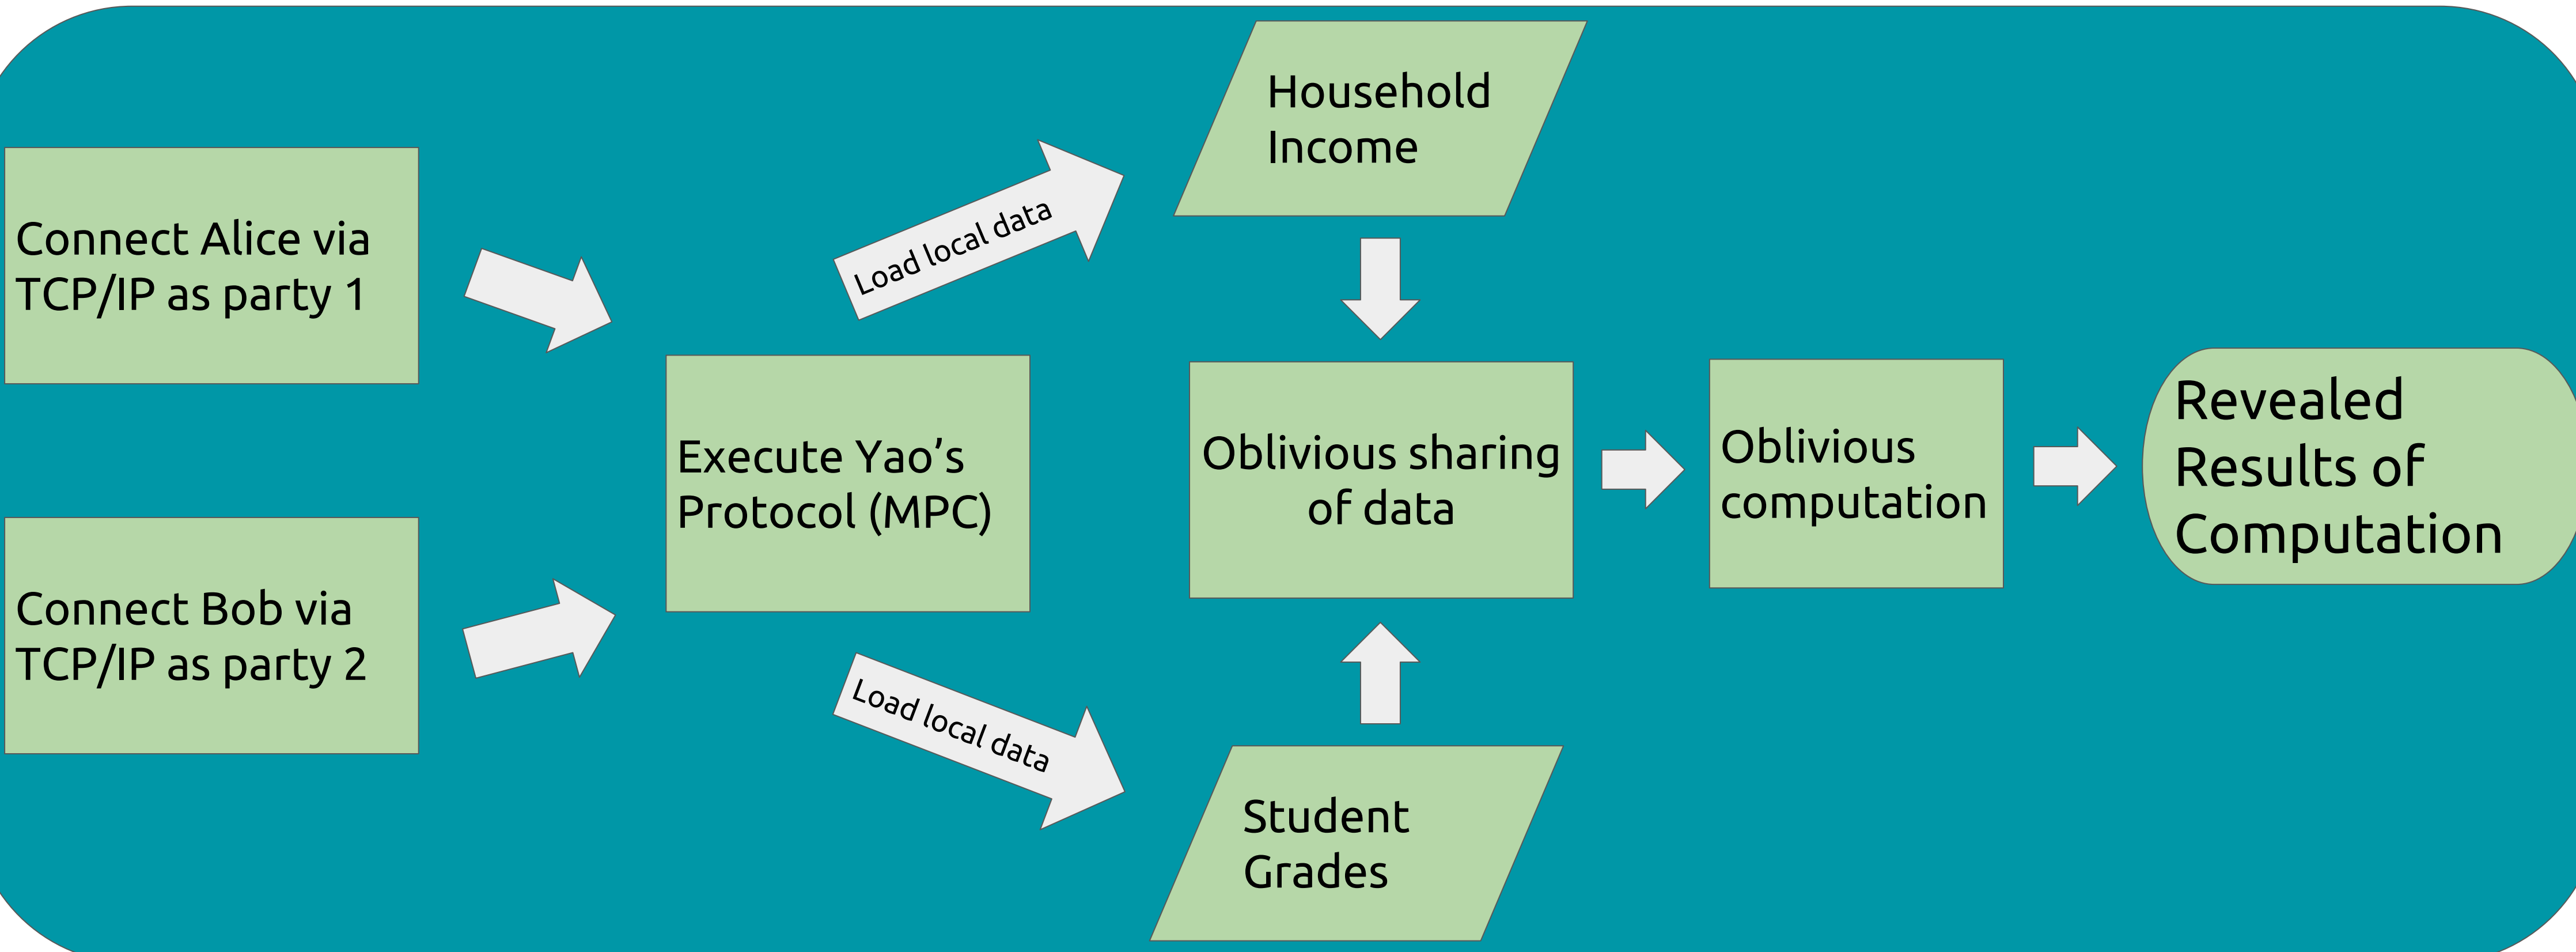 Connect Alice via
TCP/IP as party 1
Connect Bob via
TCP/IP as party 2
Execute Yao’s
Protocol (MPC)
Load local data
Load local data
Household
Income
Oblivious sharing
of data
Student
Grades
Oblivious
computation
Revealed
Results of
Computation